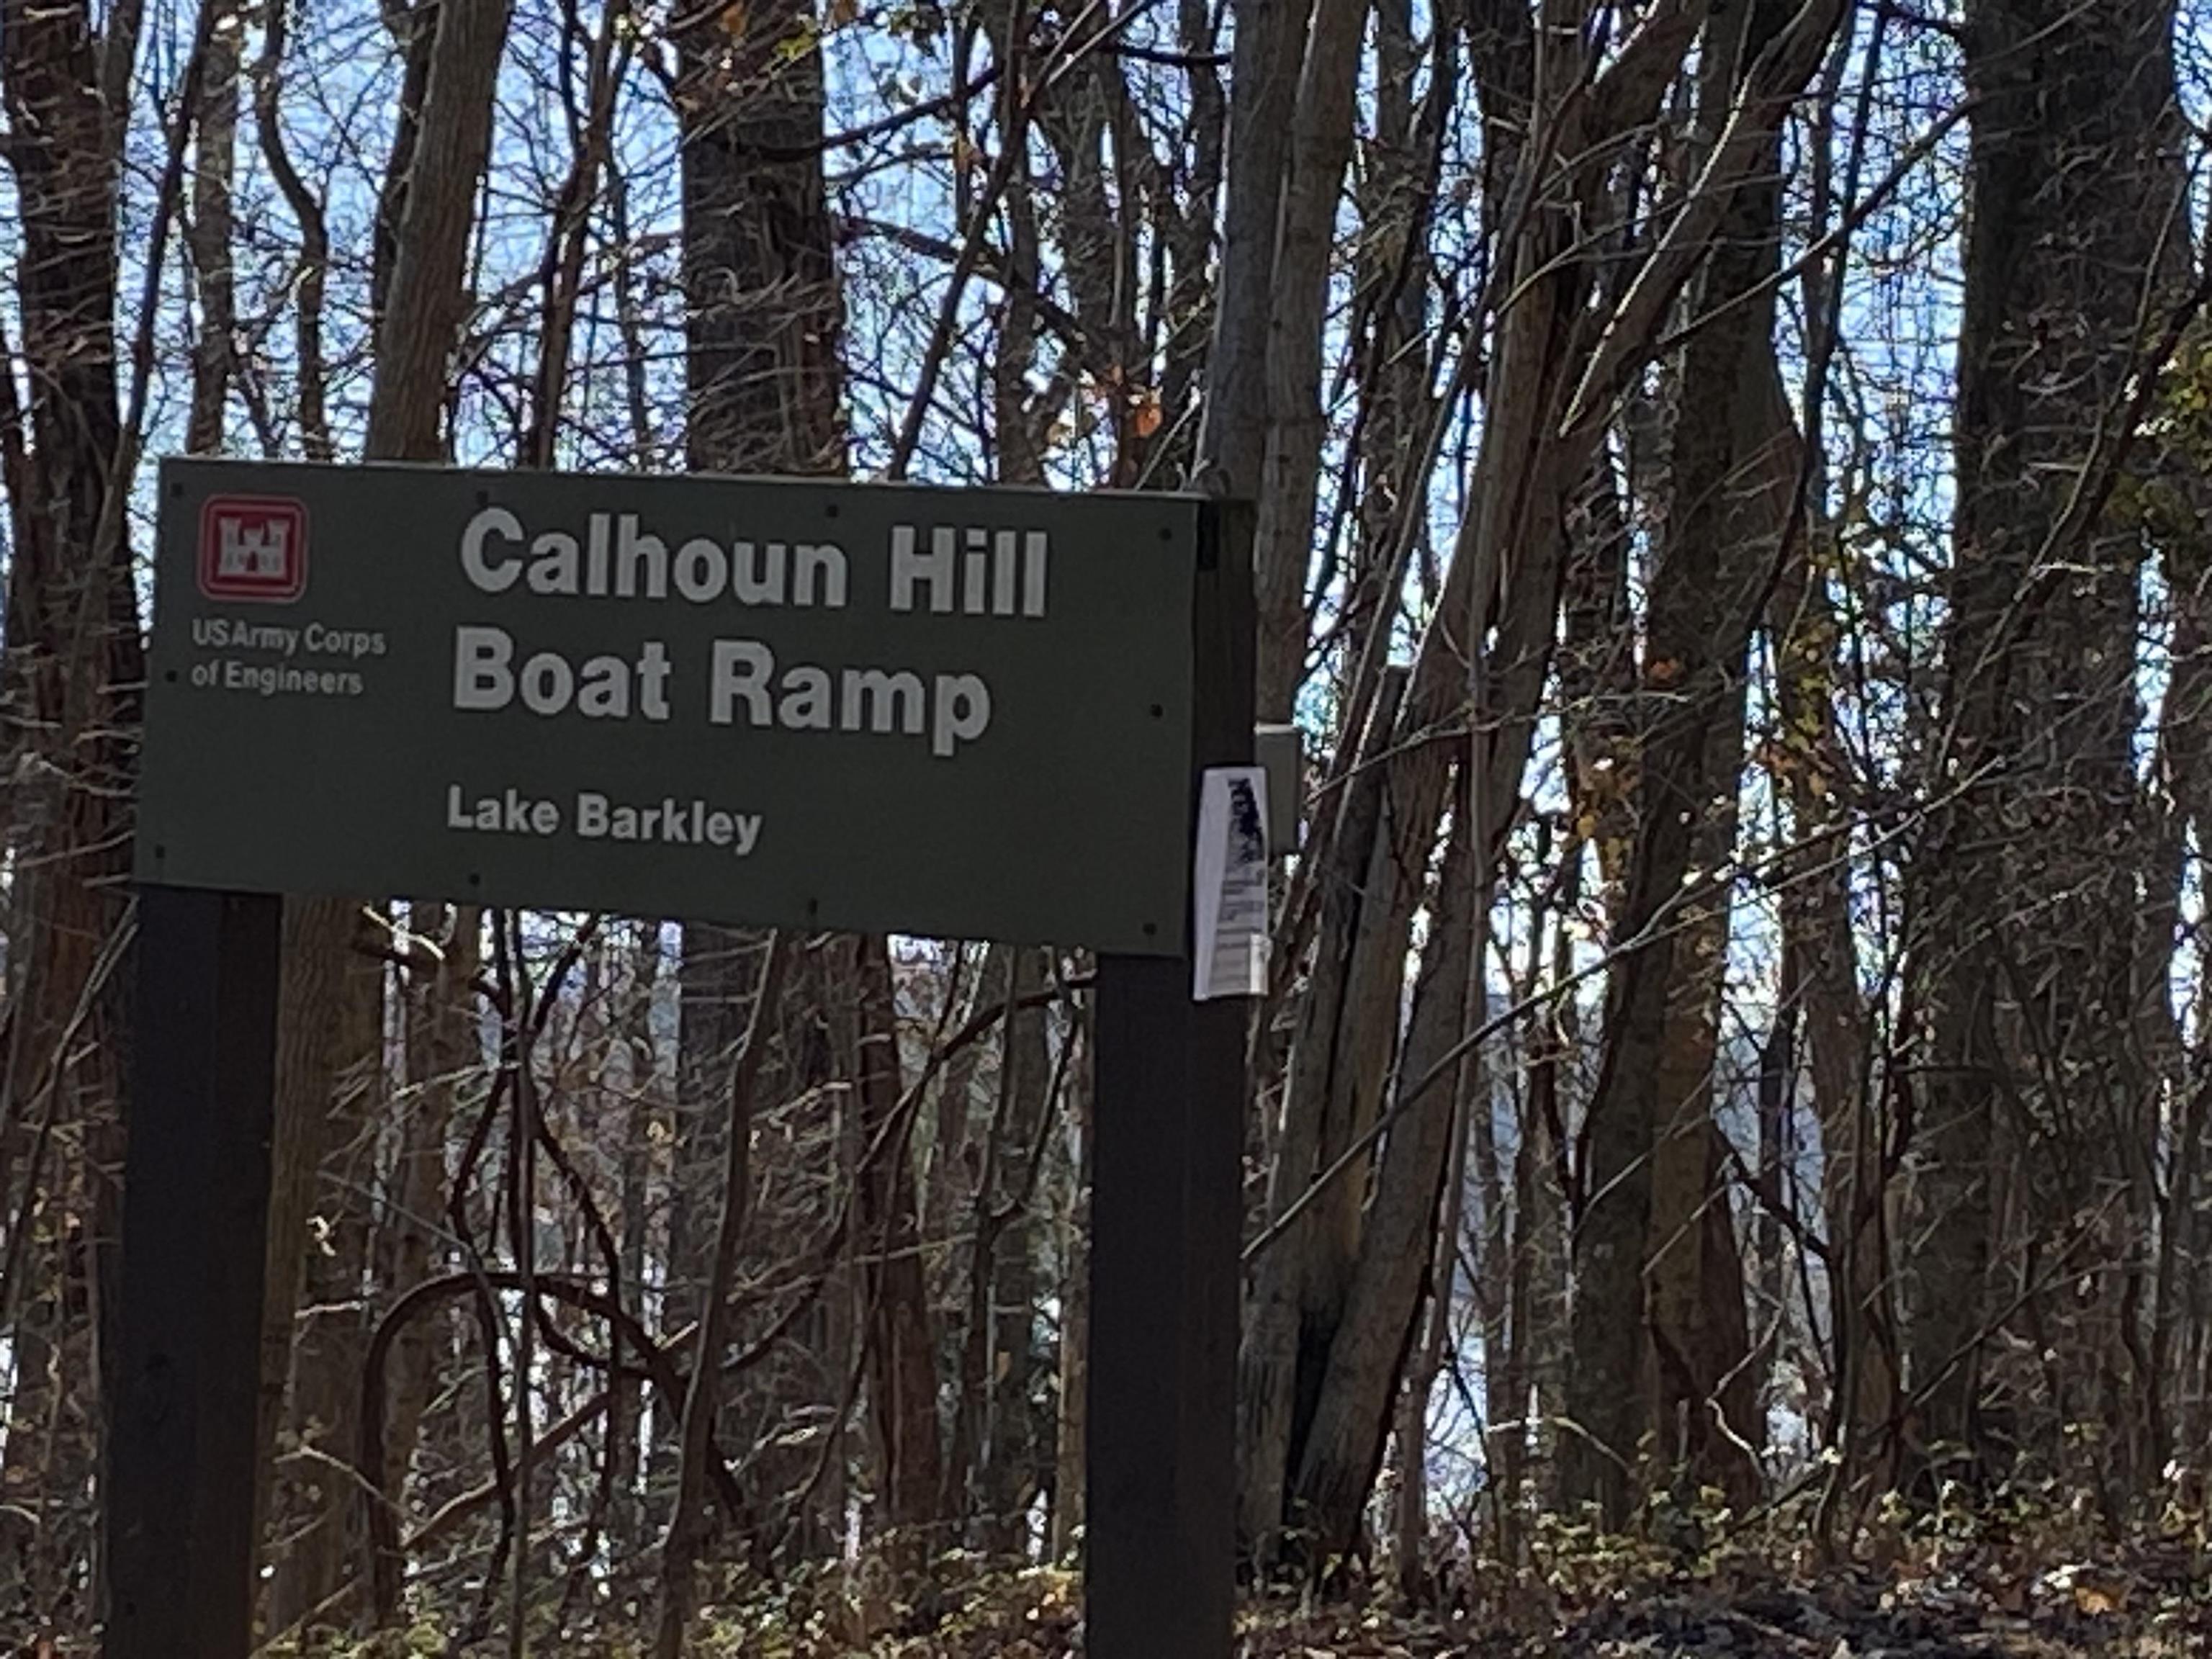 Calhoun Hill
Boat Ramp
Lake Barkley
US Army Corps
of Engineers